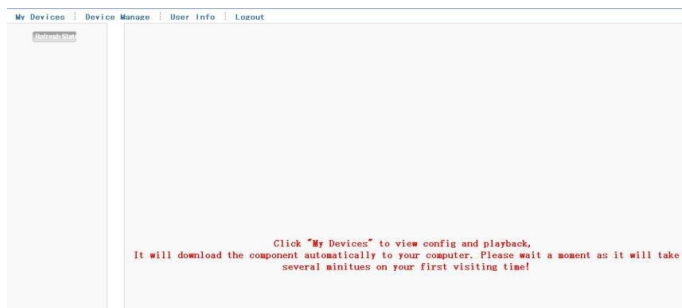 My Devices Device Manage User Info Logout
Refresh Stat
Click "My Devices" to view config and playback,
It will download the component automatically to your computer. Please wait a moment as it will take
several minitues on your first visiting time!